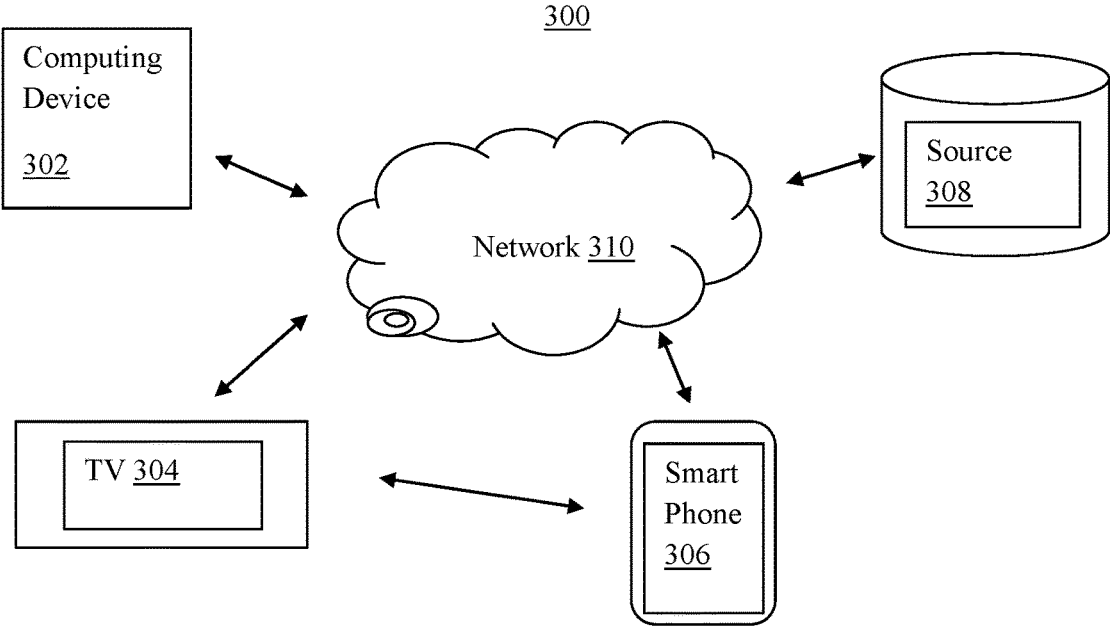 300
Computing
Device
302
Source
308
Network 310
TV 304
Smart
Phone
306